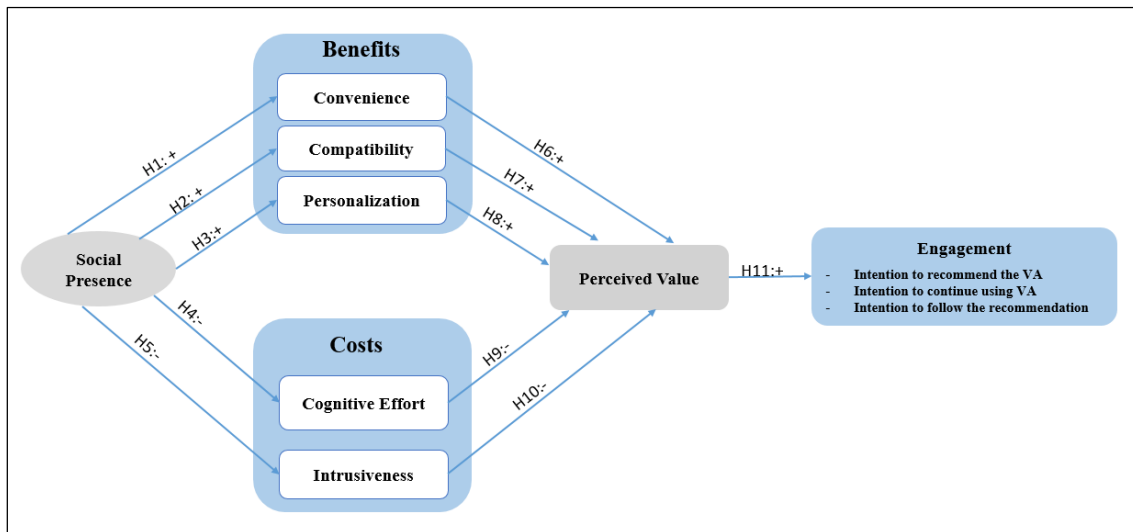 Benefits
Convenience
Compatibility
Personalization
H1: +
H2: +
H3:+
H4:-
H5:-
Social
Presence
Costs
Cognitive Effort
Intrusiveness
H6:+
H7:+
H8:+
H9:-
H10:-
Perceived Value
H11:+
Engagement
- Intention to recommend the VA
- Intention to continue using VA
- Intention to follow the recommendation